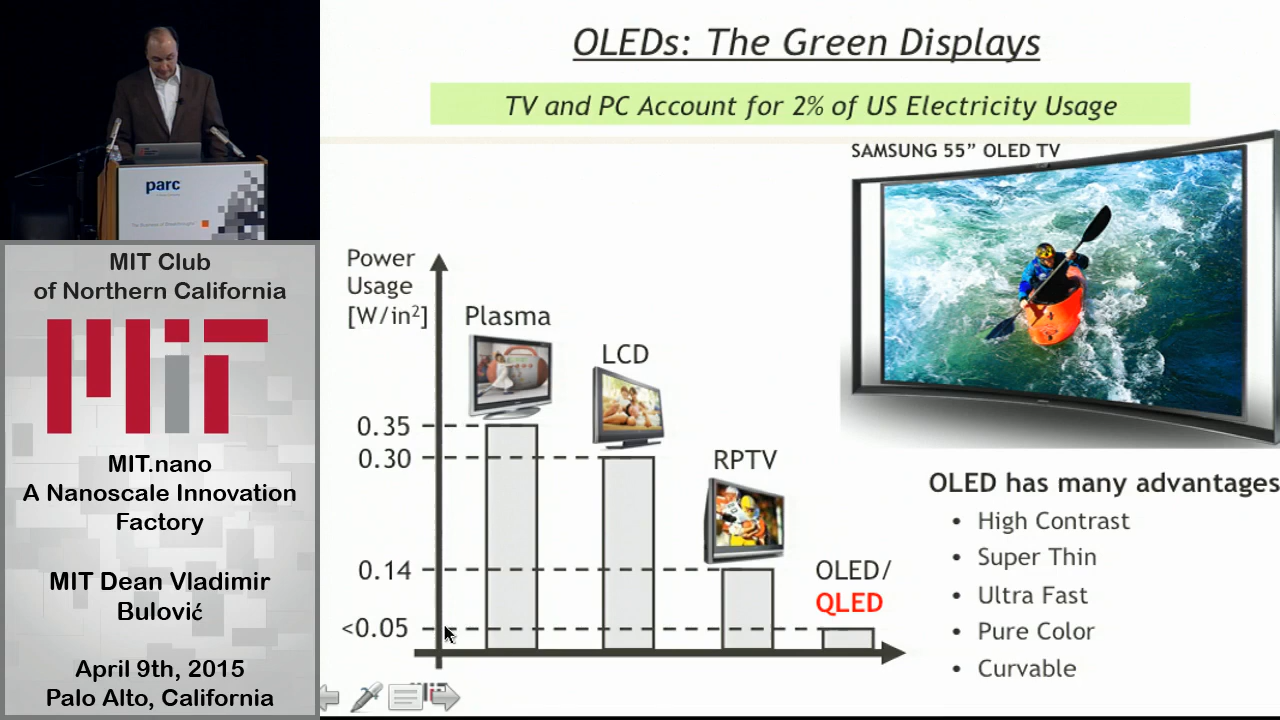 OLEDs: The Green Displays
TV and PC Account for 2% of US Electricity Usage
SAMSUNG 55” OLED TV
Power
Usage
[W/in²]
Plasma
LCD
RPTV
OLED/
QLED
0.35
0.30
0.14
<0.05
OLED has many advantages
• High Contrast
• Super Thin
• Ultra Fast
• Pure Color
• Curvable
parc
MIT Club
of Northern California
MIT
MIT.nano
A Nanoscale Innovation
Factory
MIT Dean Vladimir
Bulović
April 9th, 2015
Palo Alto, California